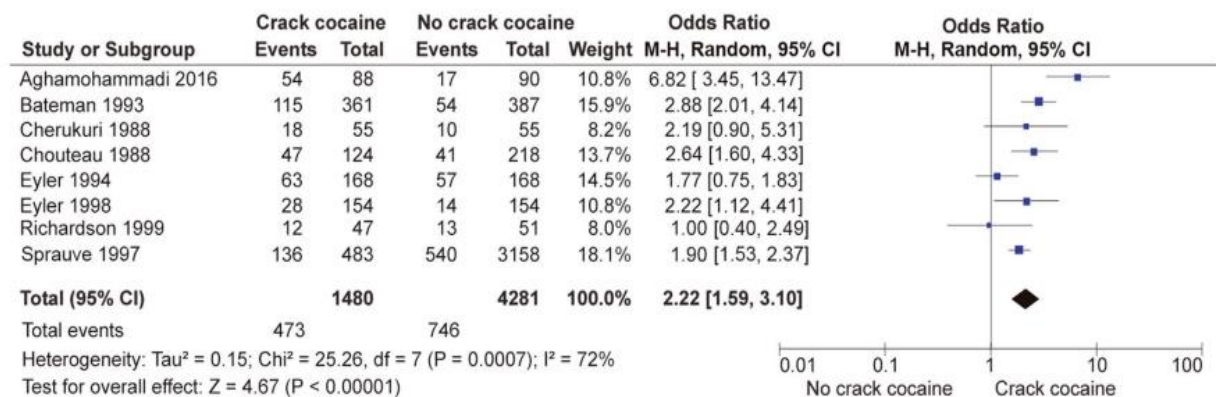 Crack cocaine No crack cocaine Odds Ratio Odds Ratio
Study or Subgroup Events Total Events Total Weight M-H, Random, 95% CI M-H, Random, 95% CI
Aghamohammadi 2016 54 88 17 90 10.8% 6.82 [ 3.45, 13.47]
Bateman 1993 115 361 54 387 15.9% 2.88 [2.01, 4.14]
Cherukuri 1988 18 55 10 55 8.2% 2.19 [0.90, 5.31]
Chouteau 1988 47 124 41 218 13.7% 2.64 [1.60, 4.33]
Eyler 1994 63 168 57 168 14.5% 1.77 [0.75, 1.83]
Eyler 1998 28 154 14 154 10.8% 2.22 [1.12, 4.41]
Richardson 1999 12 47 13 51 8.0% 1.00 [0.40, 2.49]
Sprauve 1997 136 483 540 3158 18.1% 1.90 [1.53, 2.37]
Total (95% CI) 1480 4281 100.0% 2.22 [1.59, 3.10]
Total events 473 746
Heterogeneity: Tau² = 0.15; Chi² = 25.26, df = 7 (P = 0.0007); I² = 72%
Test for overall effect: Z = 4.67 (P < 0.00001)
0.01 0.1 1 10 100
No crack cocaine Crack cocaine